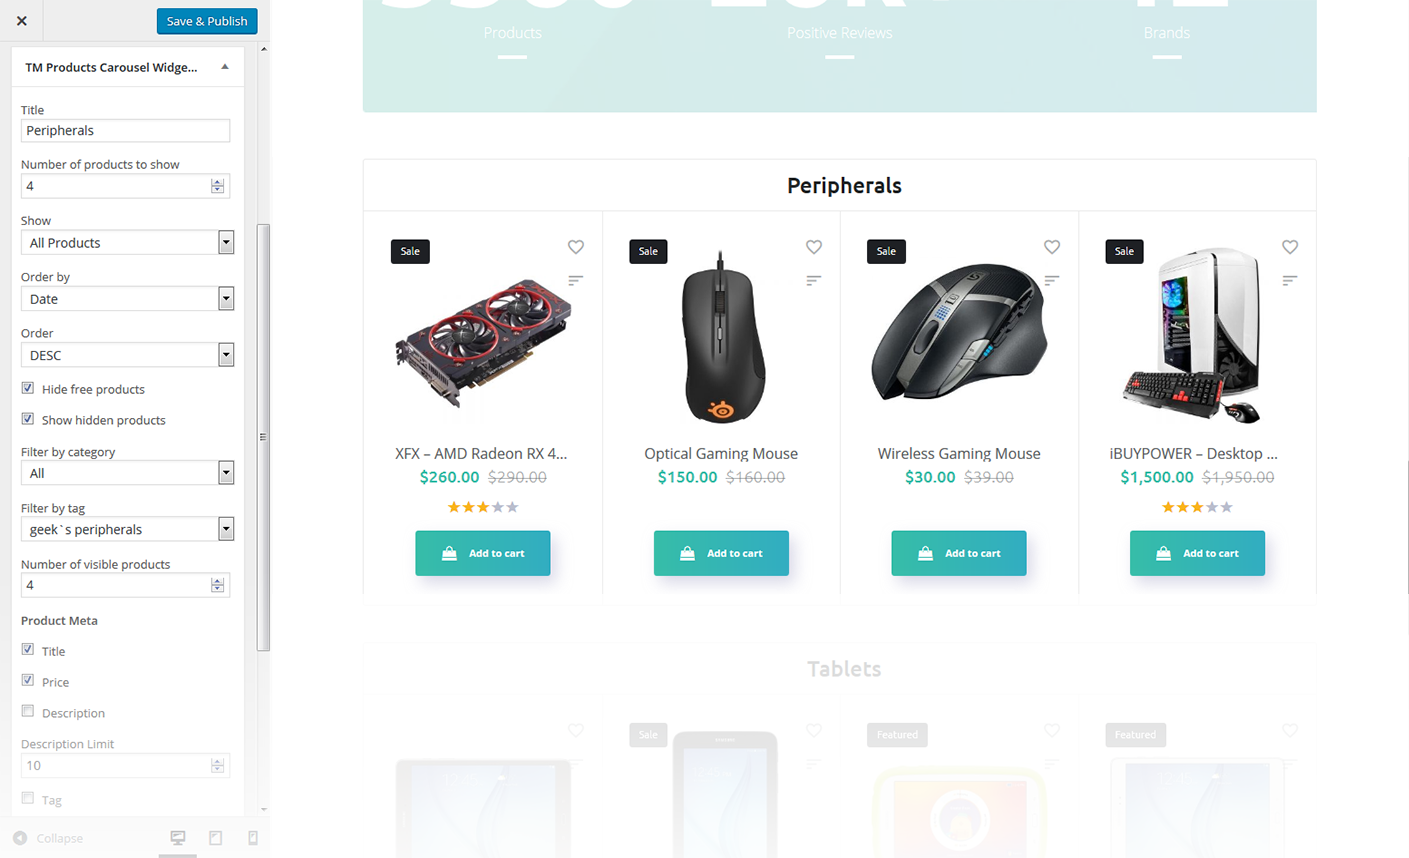 Save & Publish
TM Products Carousel Widge...
Title
Peripherals
Number of products to show
4
Show
All Products
Order by
Date
Order
DESC
Hide free products
Show hidden products
Filter by category
All
Filter by tag
geek`s peripherals
Number of visible products
4
Product Meta
Title
Price
Description
Description Limit
10
Tag
Collapse
Products
Positive Reviews
Brands
Peripherals
Sale
XFX – AMD Radeon RX 4...
$260.00 $290.00
Add to cart
Sale
Optical Gaming Mouse
$150.00 $160.00
Add to cart
Sale
Wireless Gaming Mouse
$30.00 $39.00
Add to cart
Sale
iBUYPOWER – Desktop ...
$1,500.00 $1,950.00
Add to cart
Tablets
Sale
Featured
Featured